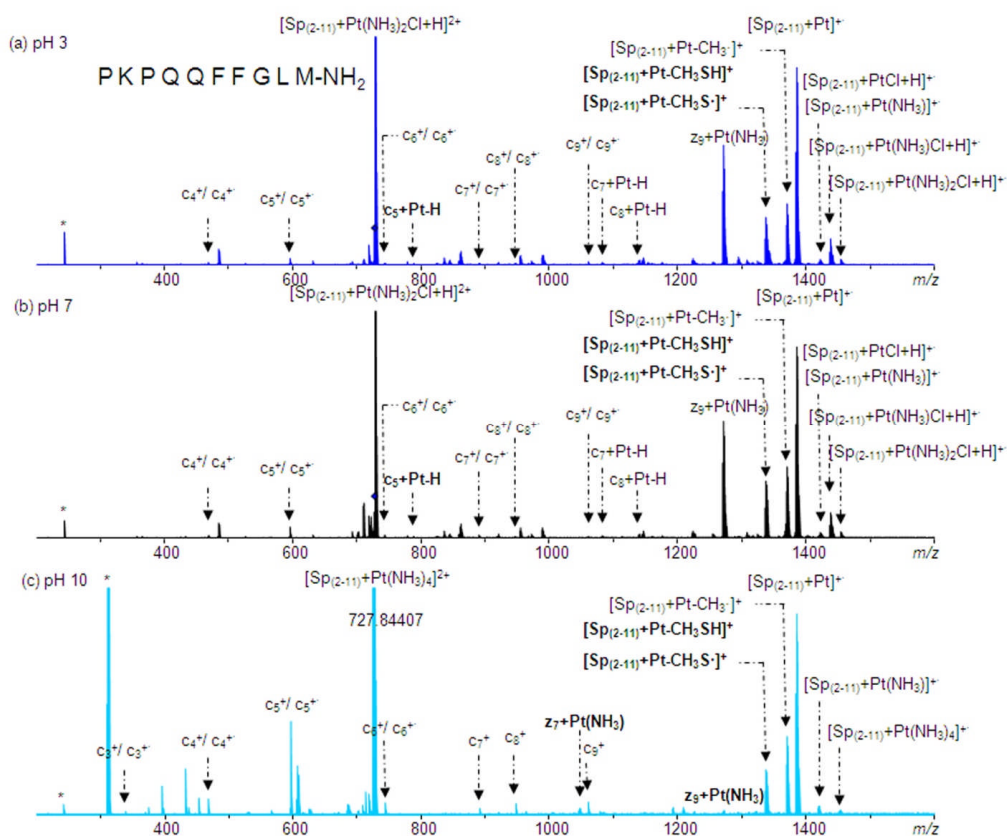 (a) pH 3
[Sp(2-11)+Pt(NH3)2Cl+H]2+
[Sp(2-11)+Pt]+·
P K P Q Q F F G L M-NH2
[Sp(2-11)+Pt-CH3·]+
[Sp(2-11)+Pt-CH3SH]+
[Sp(2-11)+Pt-CH3S·]+
[Sp(2-11)+PtCl+H]+·
[Sp(2-11)+Pt(NH3)]+·
z9+Pt(NH3)
[Sp(2-11)+Pt(NH3)Cl+H]+·
[Sp(2-11)+Pt(NH3)2Cl+H]+·
*
c4+/ c4+·
c5+/ c5+·
c6+/ c6+·
c5+Pt-H
c7+/ c7+·
c8+/ c8+·
c9+/ c9+·
c7+Pt-H
c8+Pt-H
400 600 800 1000 1200 1400 m/z
(b) pH 7
[Sp(2-11)+Pt(NH3)2Cl+H]2+
[Sp(2-11)+Pt]+·
[Sp(2-11)+Pt-CH3·]+
[Sp(2-11)+Pt-CH3SH]+
[Sp(2-11)+Pt-CH3S·]+
[Sp(2-11)+PtCl+H]+·
[Sp(2-11)+Pt(NH3)]+·
z9+Pt(NH3)
[Sp(2-11)+Pt(NH3)Cl+H]+·
[Sp(2-11)+Pt(NH3)2Cl+H]+·
*
c4+/ c4+·
c5+/ c5+·
c6+/ c6+·
c5+Pt-H
c7+/ c7+·
c8+/ c8+·
c9+/ c9+·
c7+Pt-H
c8+Pt-H
400 600 800 1000 1200 1400 m/z
(c) pH 10
*
[Sp(2-11)+Pt(NH3)4]2+
727.84407
[Sp(2-11)+Pt]+·
[Sp(2-11)+Pt-CH3·]+
[Sp(2-11)+Pt-CH3SH]+
[Sp(2-11)+Pt-CH3S·]+
[Sp(2-11)+Pt(NH3)]+·
[Sp(2-11)+Pt(NH3)4]+·
*
c3+/ c3+·
c4+/ c4+·
c5+/ c5+·
c6+/ c6+·
c7+
c8+
z7+Pt(NH3)
c9+
z9+Pt(NH3)
400 600 800 1000 1200 1400 m/z